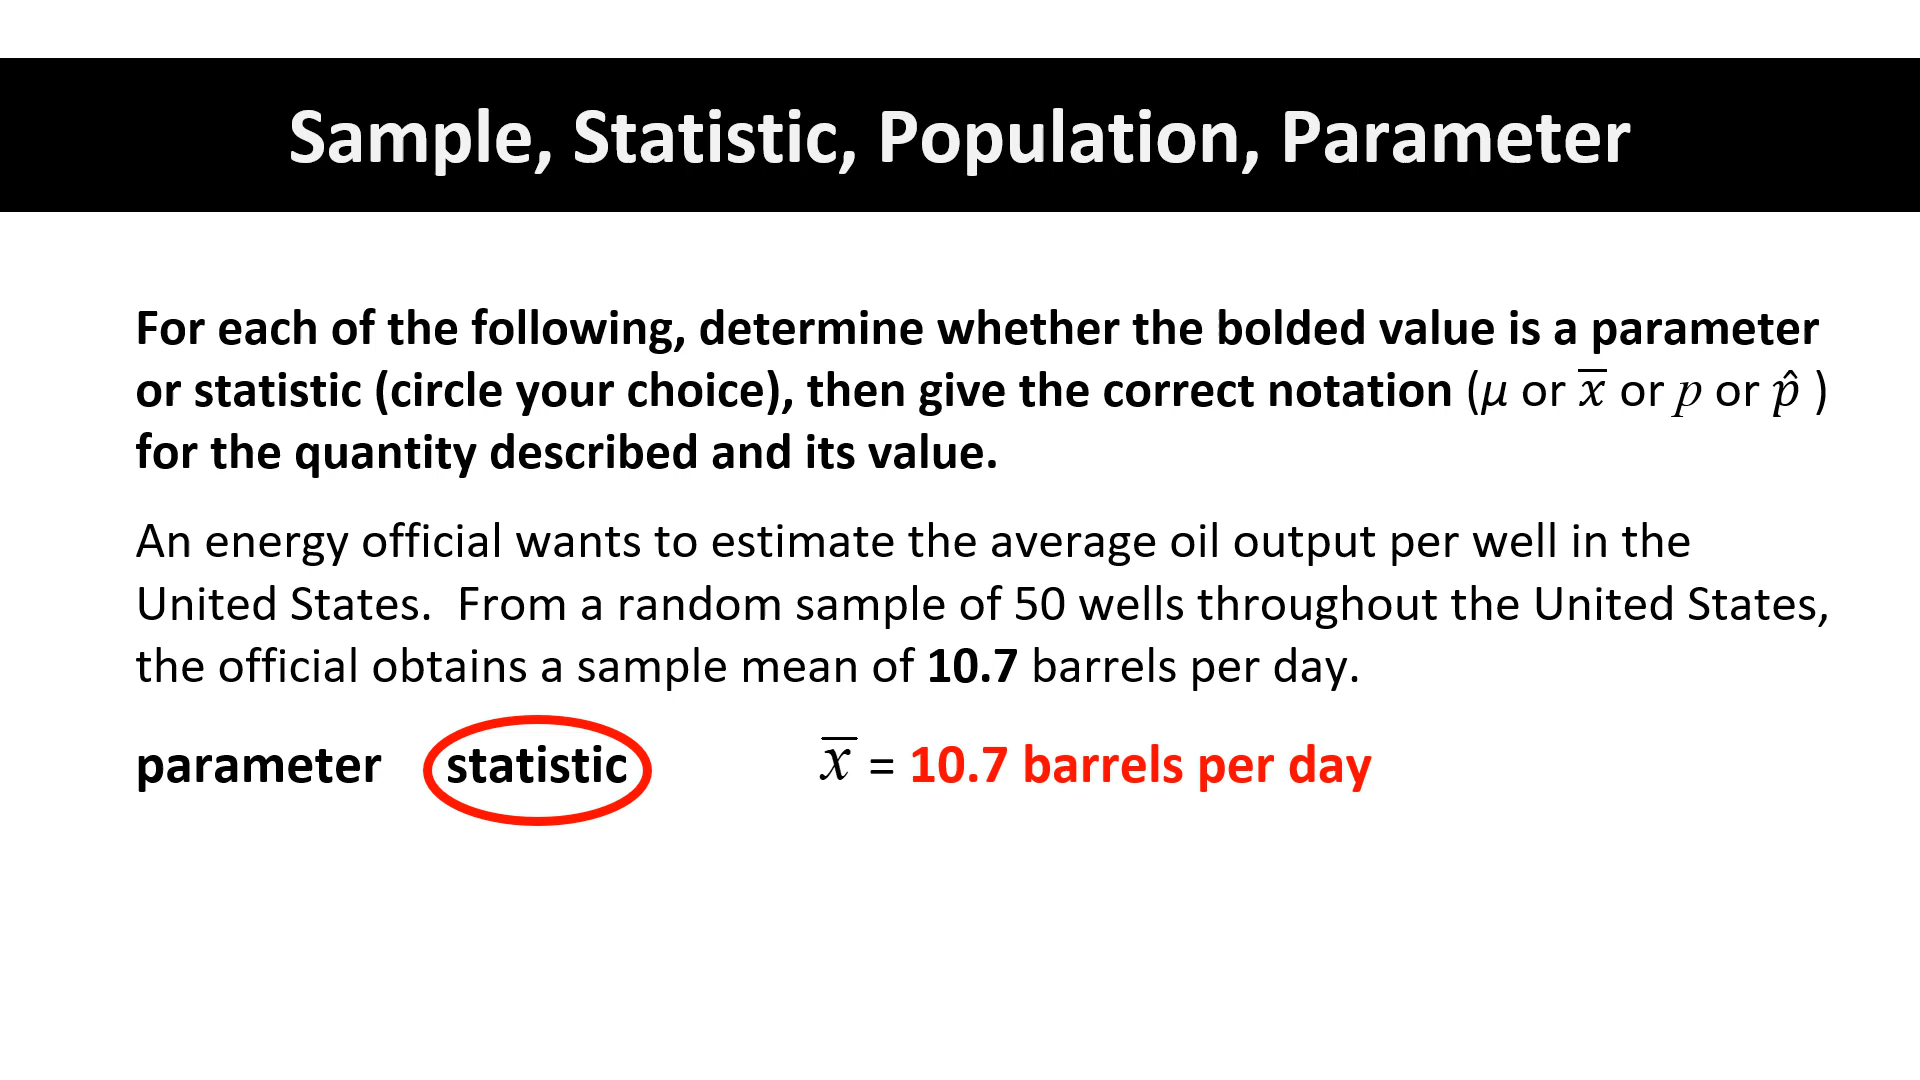 Sample, Statistic, Population, Parameter
For each of the following, determine whether the bolded value is a parameter
or statistic (circle your choice), then give the correct notation (μ or x̅ or p or p̂ )
for the quantity described and its value.
An energy official wants to estimate the average oil output per well in the
United States.  From a random sample of 50 wells throughout the United States,
the official obtains a sample mean of 10.7 barrels per day.
parameter statistic x̅ = 10.7 barrels per day